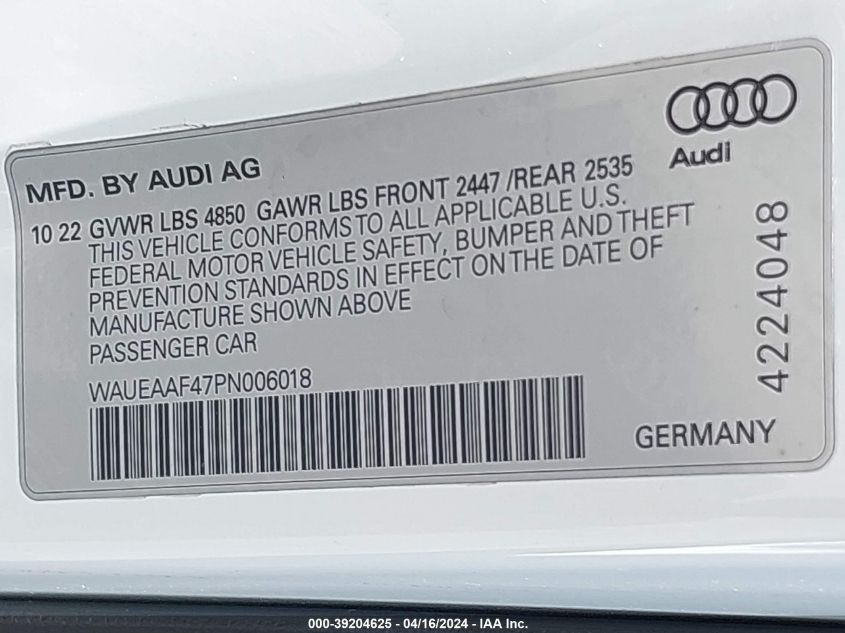 Audi
MFD. BY AUDI AG
10 22 GVWR LBS 4850 GAWR LBS FRONT 2447 /REAR 2535
THIS VEHICLE CONFORMS TO ALL APPLICABLE U.S.
FEDERAL MOTOR VEHICLE SAFETY, BUMPER AND THEFT
PREVENTION STANDARDS IN EFFECT ON THE DATE OF
MANUFACTURE SHOWN ABOVE
PASSENGER CAR
WAUEAAF47PN006018
4224048
GERMANY
000-39204625 - 04/16/2024 - IAA Inc.